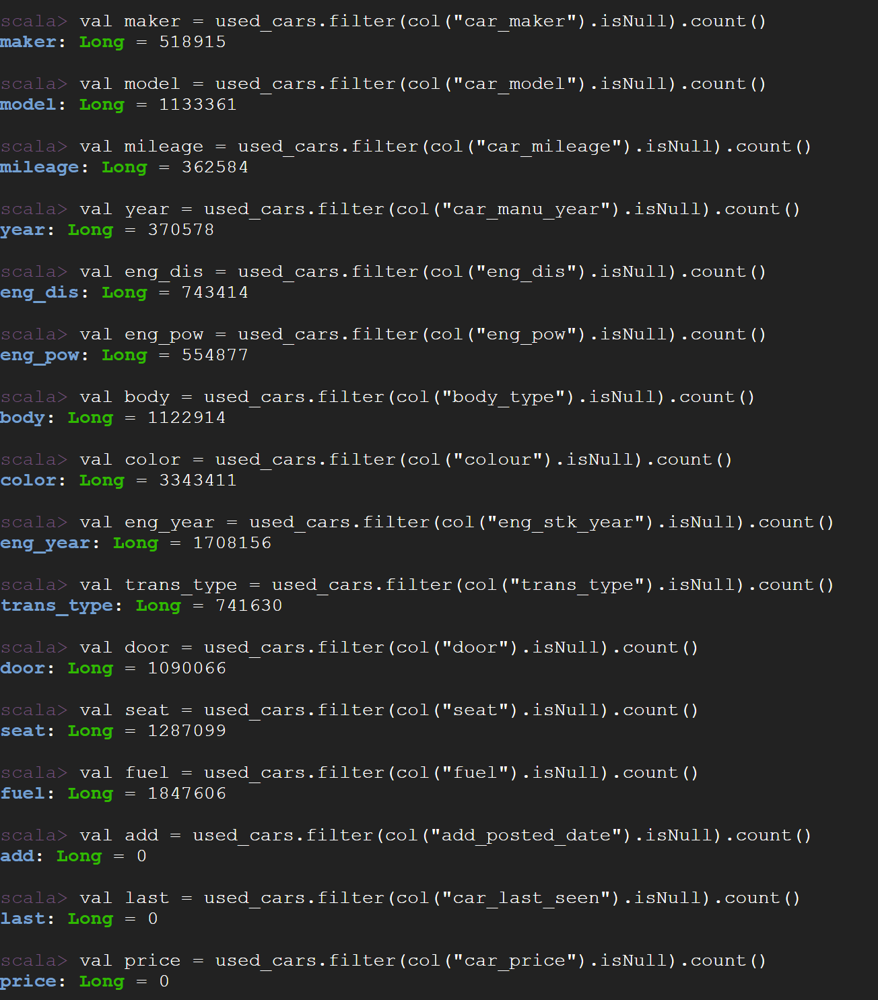 scala> val maker = used_cars.filter(col("car_maker").isNull).count()
maker: Long = 518915
scala> val model = used_cars.filter(col("car_model").isNull).count()
model: Long = 1133361
scala> val mileage = used_cars.filter(col("car_mileage").isNull).count()
mileage: Long = 362584
scala> val year = used_cars.filter(col("car_manu_year").isNull).count()
year: Long = 370578
scala> val eng_dis = used_cars.filter(col("eng_dis").isNull).count()
eng_dis: Long = 743414
scala> val eng_pow = used_cars.filter(col("eng_pow").isNull).count()
eng_pow: Long = 554877
scala> val body = used_cars.filter(col("body_type").isNull).count()
body: Long = 1122914
scala> val color = used_cars.filter(col("colour").isNull).count()
color: Long = 3343411
scala> val eng_year = used_cars.filter(col("eng_stk_year").isNull).count()
eng_year: Long = 1708156
scala> val trans_type = used_cars.filter(col("trans_type").isNull).count()
trans_type: Long = 741630
scala> val door = used_cars.filter(col("door").isNull).count()
door: Long = 1090066
scala> val seat = used_cars.filter(col("seat").isNull).count()
seat: Long = 1287099
scala> val fuel = used_cars.filter(col("fuel").isNull).count()
fuel: Long = 1847606
scala> val add = used_cars.filter(col("add_posted_date").isNull).count()
add: Long = 0
scala> val last = used_cars.filter(col("car_last_seen").isNull).count()
last: Long = 0
scala> val price = used_cars.filter(col("car_price").isNull).count()
price: Long = 0